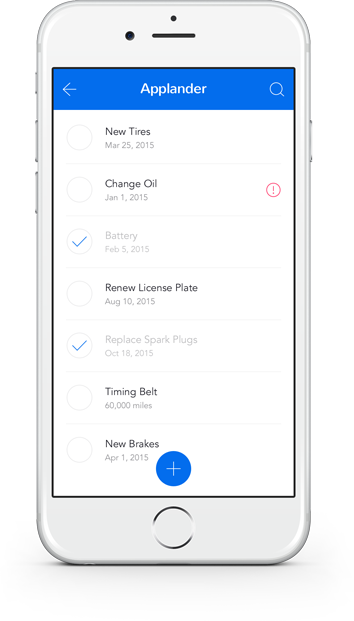 Applander
New Tires
Mar 25, 2015
Change Oil
Jan 1, 2015
Battery
Feb 5, 2015
Renew License Plate
Aug 10, 2015
Replace Spark Plugs
Oct 18, 2015
Timing Belt
60,000 miles
New Brakes
Apr 1, 2015